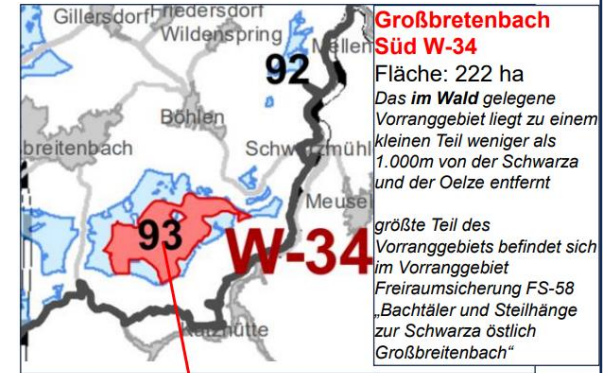 Gillersdorf
Friedersdorf
Wildenspring
Mellen
92
Böhlen
breitenbach
Schwarzmühl
Meusel
93
W-34
Katzhütte
Großbretenbach
Süd W-34
Fläche: 222 ha
Das im Wald gelegene
Vorranggebiet liegt zu einem
kleinen Teil weniger als
1.000m von der Schwarza
und der Oelze entfernt
größte Teil des
Vorranggebiets befindet sich
im Vorranggebiet
Freiraumsicherung FS-58
„Bachtäler und Steilhänge
zur Schwarza östlich
Großbreitenbach“